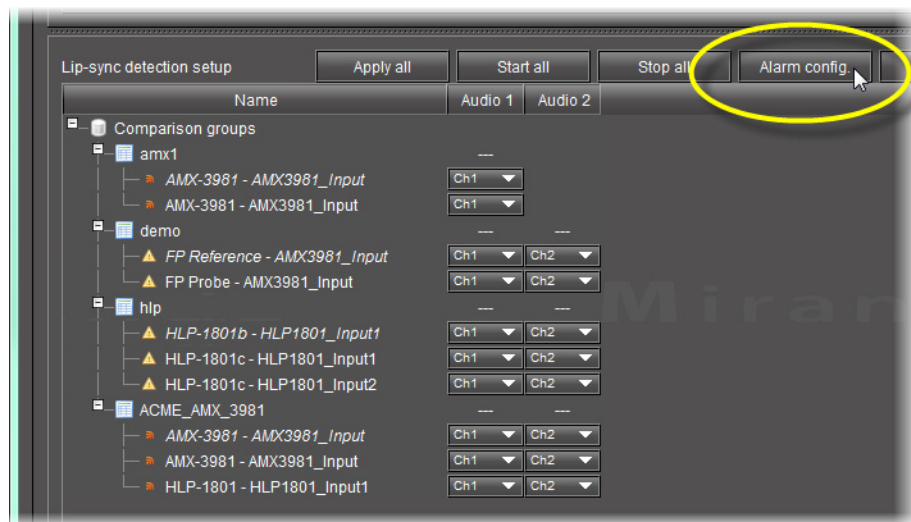 Lip-sync detection setup Apply all Start all Stop all Alarm config.
Name Audio 1 Audio 2
Comparison groups
amx1 --- 
AMX-3981 - AMX3981_Input Ch1
AMX-3981 - AMX3981_Input Ch1
demo --- ---
FP Reference - AMX3981_Input Ch1 Ch2
FP Probe - AMX3981_Input Ch1 Ch2
hlp --- ---
HLP-1801b - HLP1801_Input1 Ch1 Ch2
HLP-1801c - HLP1801_Input1 Ch1 Ch2
HLP-1801c - HLP1801_Input2 Ch1 Ch2
ACME_AMX_3981 --- ---
AMX-3981 - AMX3981_Input Ch1 Ch2
AMX-3981 - AMX3981_Input Ch1 Ch2
HLP-1801 - HLP1801_Input1 Ch1 Ch2